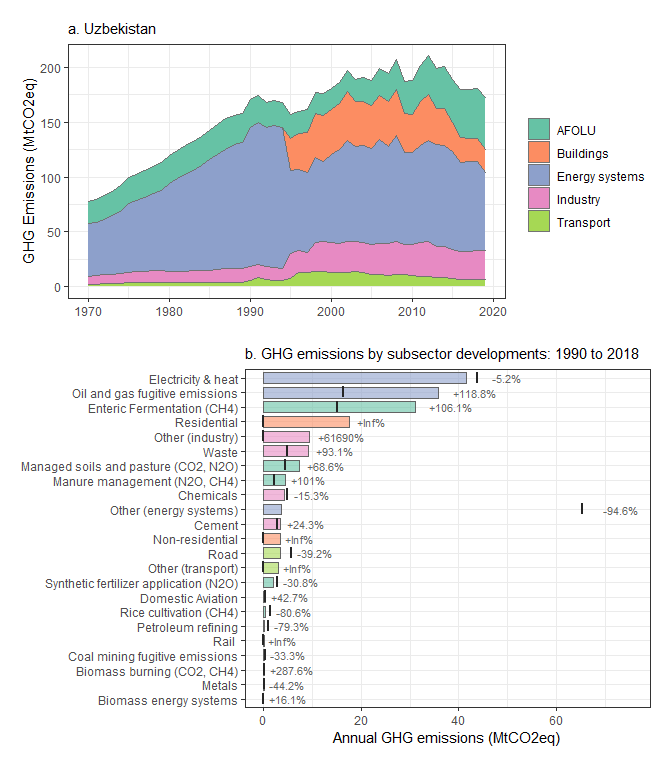 a. Uzbekistan
GHG Emissions (MtCO2eq)
200
150
100
50
0
1970 1980 1990 2000 2010 2020
AFOLU
Buildings
Energy systems
Industry
Transport
b. GHG emissions by subsector developments: 1990 to 2018
Electricity & heat -5.2%
Oil and gas fugitive emissions +118.8%
Enteric Fermentation (CH4) +106.1%
Residential +Inf%
Other (industry) +61690%
Waste +93.1%
Managed soils and pasture (CO2, N2O) +68.6%
Manure management (N2O, CH4) +101%
Chemicals -15.3%
Other (energy systems) -94.6%
Cement +24.3%
Non-residential +Inf%
Road -39.2%
Other (transport) +Inf%
Synthetic fertilizer application (N2O) -30.8%
Domestic Aviation +42.7%
Rice cultivation (CH4) -80.6%
Petroleum refining -79.3%
Rail +Inf%
Coal mining fugitive emissions -33.3%
Biomass burning (CO2, CH4) +287.6%
Metals -44.2%
Biomass energy systems +16.1%
0 20 40 60
Annual GHG emissions (MtCO2eq)